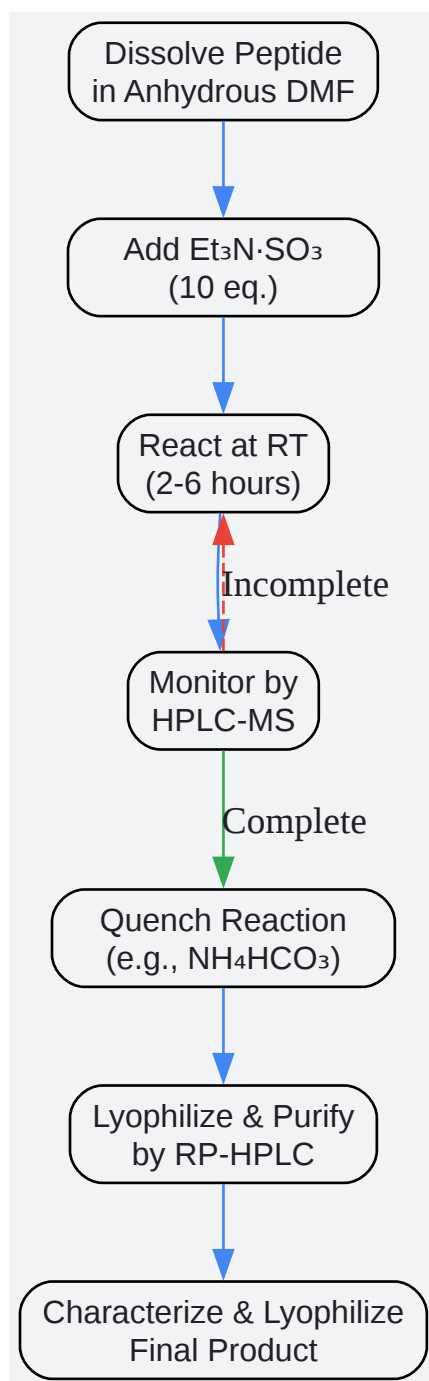 Dissolve Peptide
in Anhydrous DMF
Add Et₃N·SO₃
(10 eq.)
React at RT
(2-6 hours)
Incomplete
Monitor by
HPLC-MS
Complete
Quench Reaction
(e.g., NH₄HCO₃)
Lyophilize & Purify
by RP-HPLC
Characterize & Lyophilize
Final Product